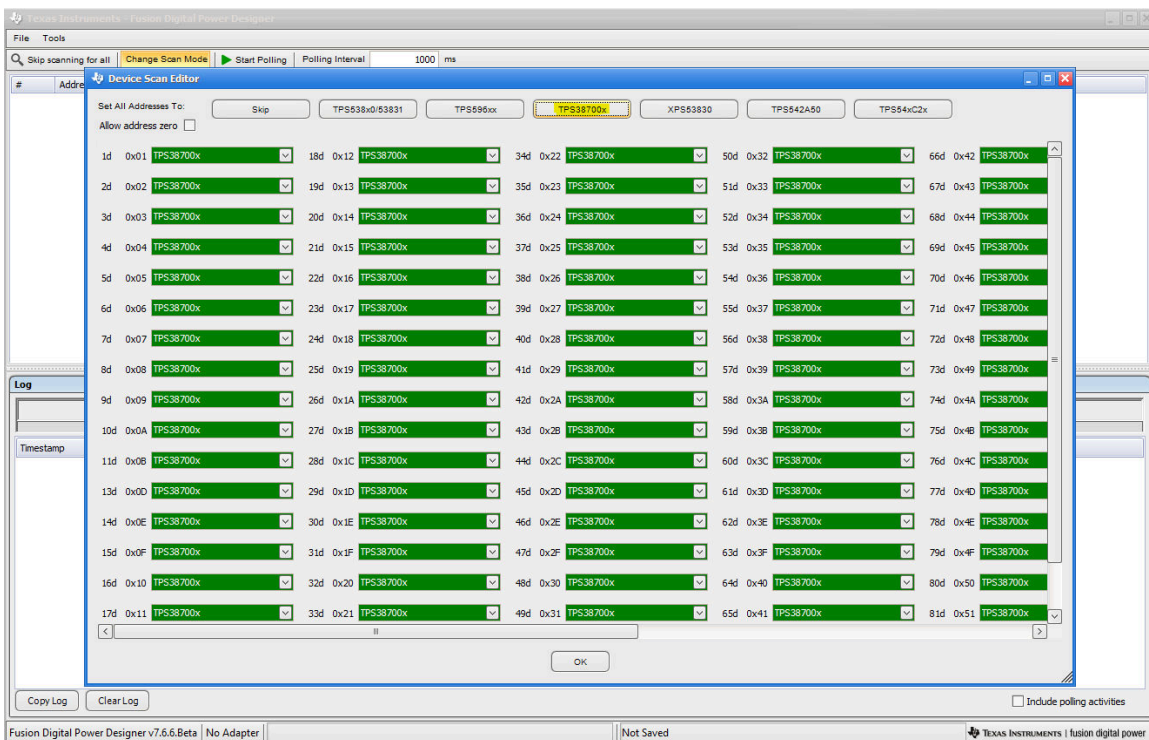 Texas Instruments - Fusion Digital Power Designer
File Tools
Skip scanning for all Change Scan Mode Start Polling Polling Interval 1000 ms
# Addre
Device Scan Editor
Set All Addresses To: Skip TPS538x0/53831 TPS596xx TPS38700x XPS53830 TPS542A50 TPS54xC2x
Allow address zero
1d 0x01 TPS38700x 18d 0x12 TPS38700x 34d 0x22 TPS38700x 50d 0x32 TPS38700x 66d 0x42 TPS38700x
2d 0x02 TPS38700x 19d 0x13 TPS38700x 35d 0x23 TPS38700x 51d 0x33 TPS38700x 67d 0x43 TPS38700x
3d 0x03 TPS38700x 20d 0x14 TPS38700x 36d 0x24 TPS38700x 52d 0x34 TPS38700x 68d 0x44 TPS38700x
4d 0x04 TPS38700x 21d 0x15 TPS38700x 37d 0x25 TPS38700x 53d 0x35 TPS38700x 69d 0x45 TPS38700x
5d 0x05 TPS38700x 22d 0x16 TPS38700x 38d 0x26 TPS38700x 54d 0x36 TPS38700x 70d 0x46 TPS38700x
6d 0x06 TPS38700x 23d 0x17 TPS38700x 39d 0x27 TPS38700x 55d 0x37 TPS38700x 71d 0x47 TPS38700x
7d 0x07 TPS38700x 24d 0x18 TPS38700x 40d 0x28 TPS38700x 56d 0x38 TPS38700x 72d 0x48 TPS38700x
8d 0x08 TPS38700x 25d 0x19 TPS38700x 41d 0x29 TPS38700x 57d 0x39 TPS38700x 73d 0x49 TPS38700x
Log
9d 0x09 TPS38700x 26d 0x1A TPS38700x 42d 0x2A TPS38700x 58d 0x3A TPS38700x 74d 0x4A TPS38700x
10d 0x0A TPS38700x 27d 0x1B TPS38700x 43d 0x2B TPS38700x 59d 0x3B TPS38700x 75d 0x4B TPS38700x
Timestamp
11d 0x0B TPS38700x 28d 0x1C TPS38700x 44d 0x2C TPS38700x 60d 0x3C TPS38700x 76d 0x4C TPS38700x
13d 0x0D TPS38700x 29d 0x1D TPS38700x 45d 0x2D TPS38700x 61d 0x3D TPS38700x 77d 0x4D TPS38700x
14d 0x0E TPS38700x 30d 0x1E TPS38700x 46d 0x2E TPS38700x 62d 0x3E TPS38700x 78d 0x4E TPS38700x
15d 0x0F TPS38700x 31d 0x1F TPS38700x 47d 0x2F TPS38700x 63d 0x3F TPS38700x 79d 0x4F TPS38700x
16d 0x10 TPS38700x 32d 0x20 TPS38700x 48d 0x30 TPS38700x 64d 0x40 TPS38700x 80d 0x50 TPS38700x
17d 0x11 TPS38700x 33d 0x21 TPS38700x 49d 0x31 TPS38700x 65d 0x41 TPS38700x 81d 0x51 TPS38700x
OK
Copy Log Clear Log Include polling activities
Fusion Digital Power Designer v7.6.6.Beta No Adapter Not Saved TEXAS INSTRUMENTS | fusion digital power